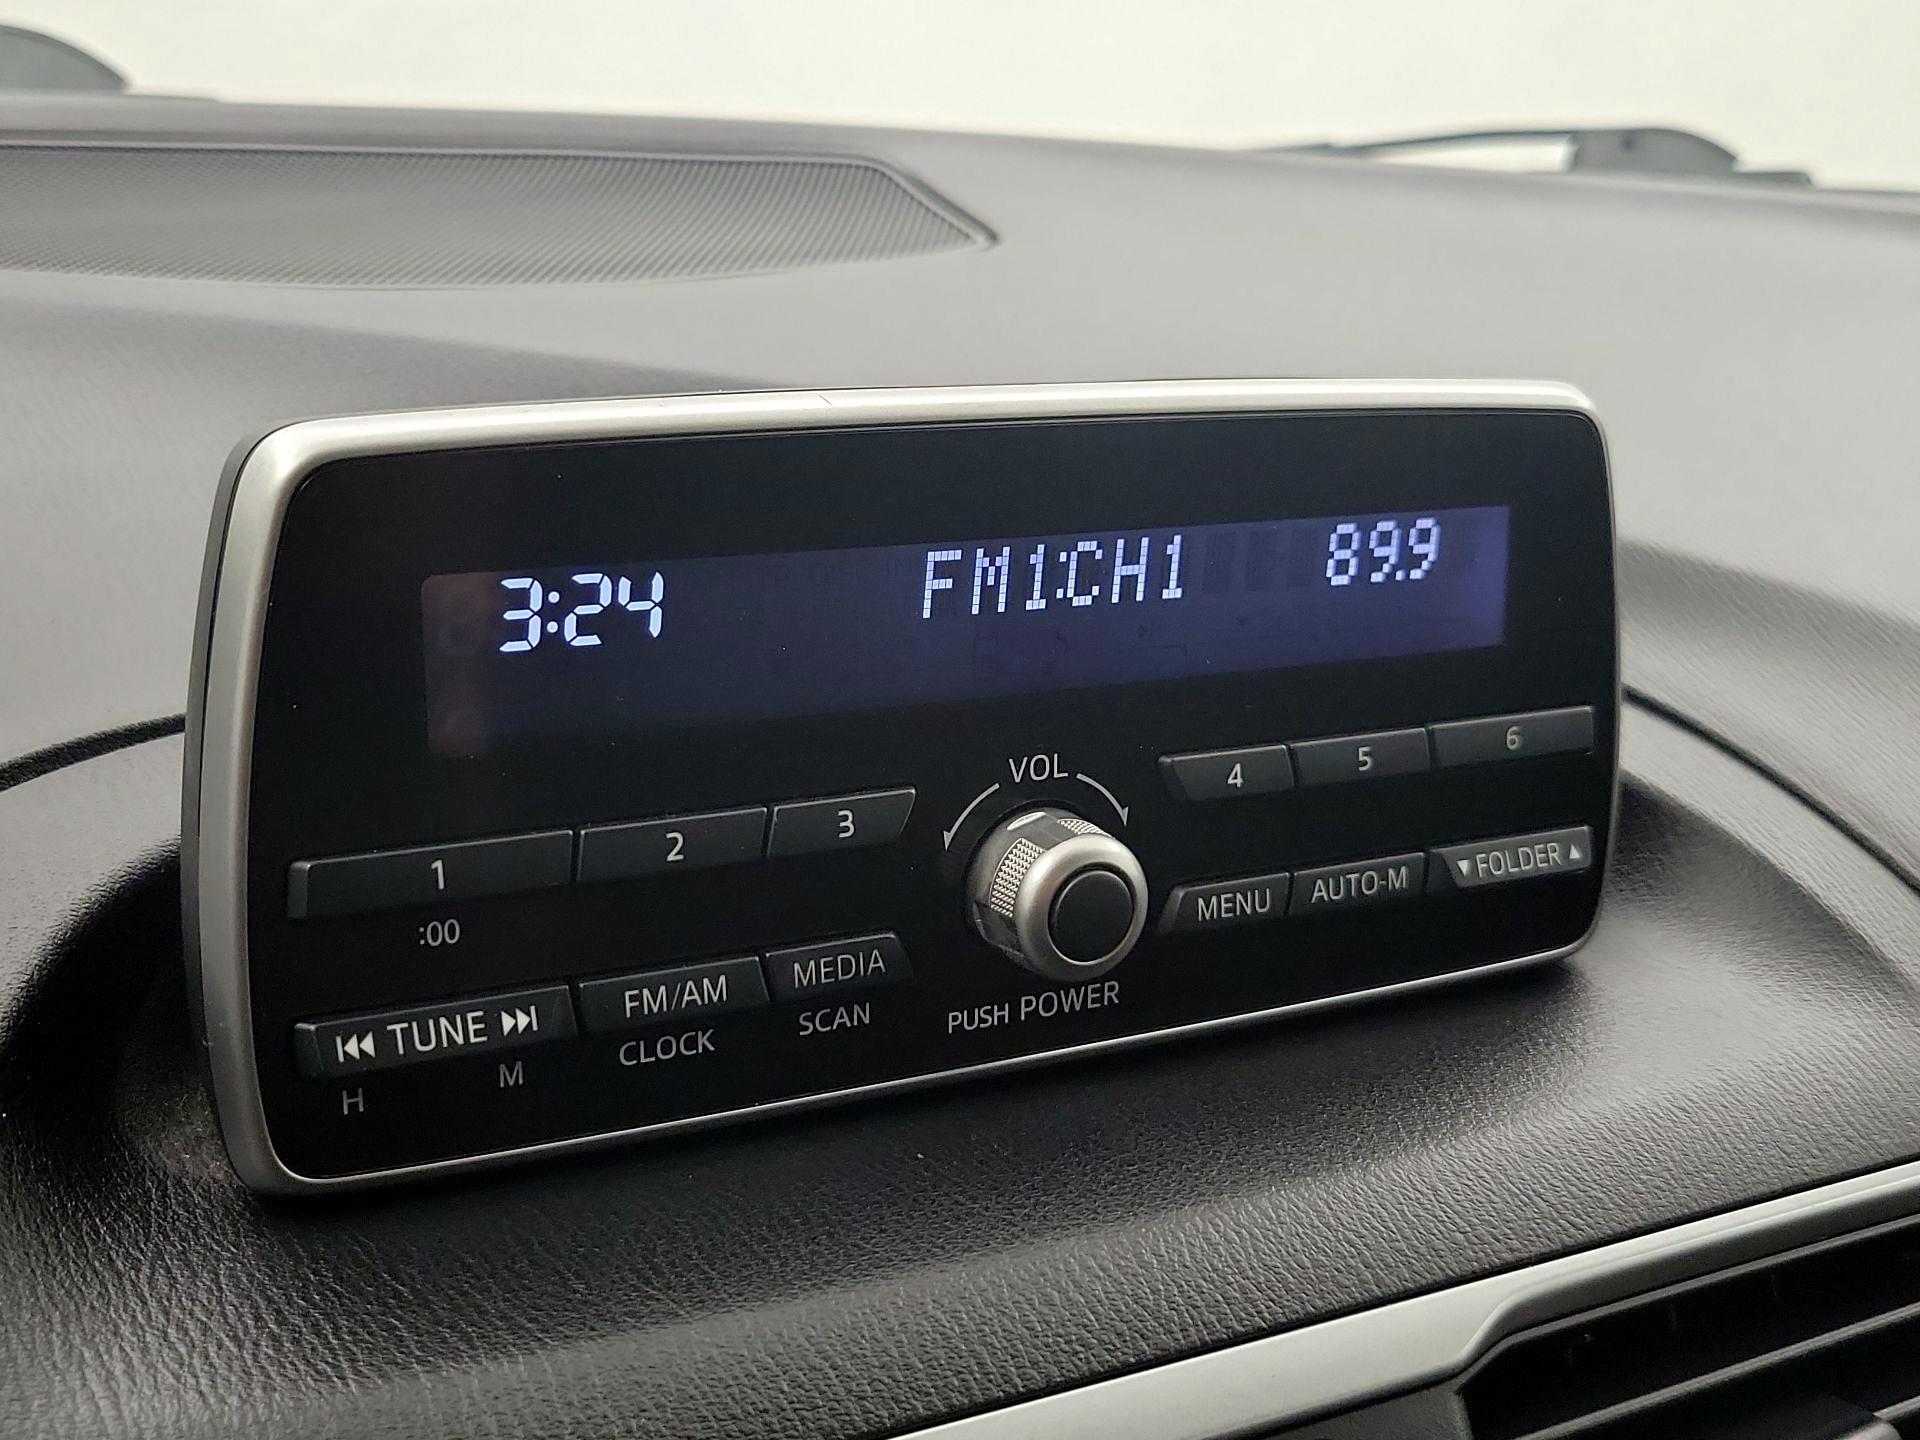 3:24 FM1:CH1 89.9
VOL
1 2 3 4 5 6
:00
⏮ TUNE ⏭ FM/AM MEDIA MENU AUTO-M ▼FOLDER▲
H M CLOCK SCAN PUSH POWER